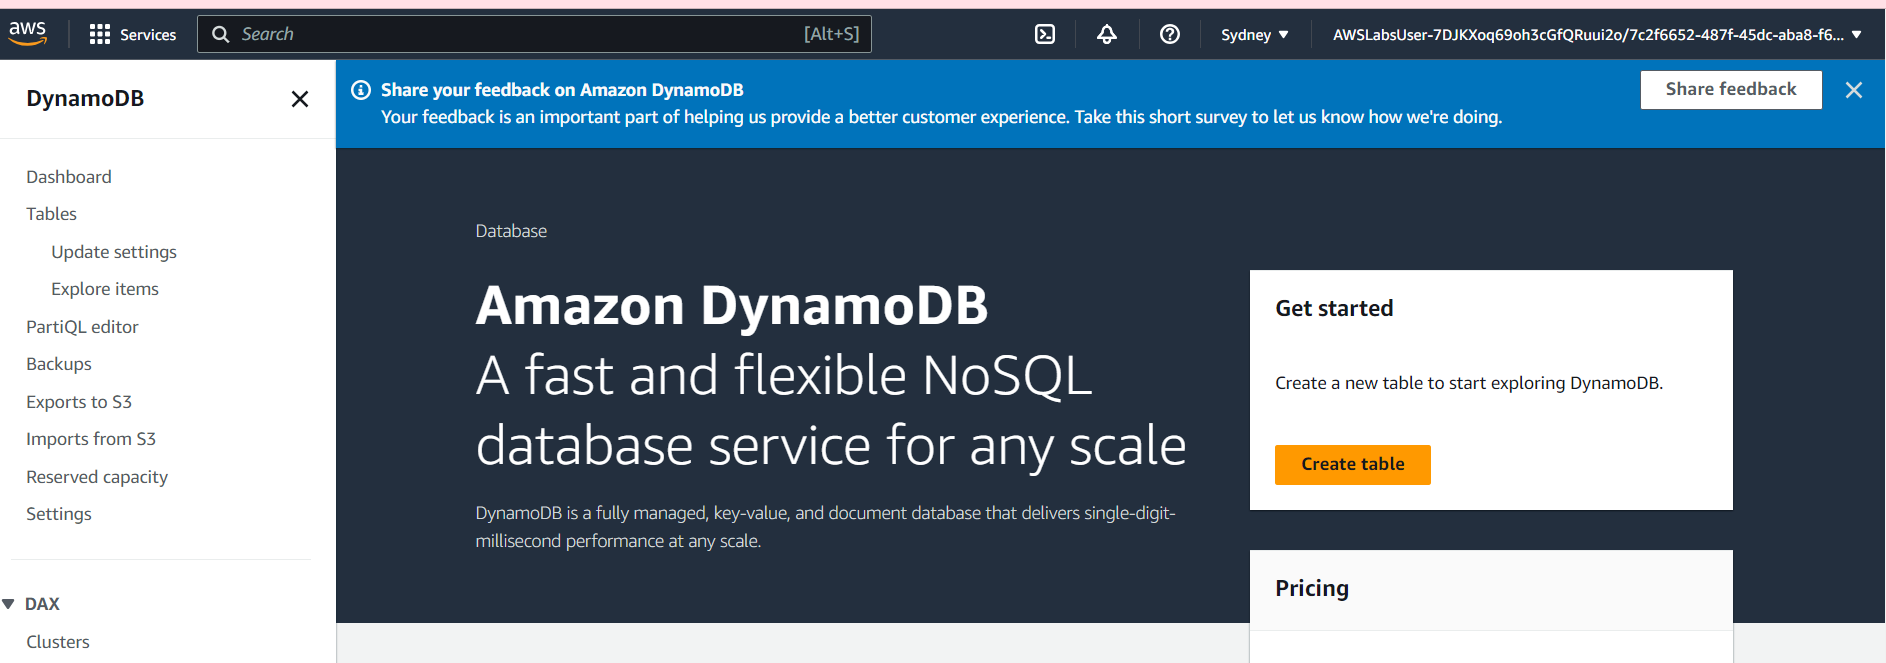 aws
Services
Search
[Alt+S]
Sydney
AWSLabsUser-7DJKXoq69oh3cGfQRuui2o/7c2f6652-487f-45dc-aba8-f6...
DynamoDB
Dashboard
Tables
Update settings
Explore items
PartiQL editor
Backups
Exports to S3
Imports from S3
Reserved capacity
Settings
DAX
Clusters
Share your feedback on Amazon DynamoDB
Your feedback is an important part of helping us provide a better customer experience. Take this short survey to let us know how we're doing.
Share feedback
Database
Amazon DynamoDB
A fast and flexible NoSQL
database service for any scale
DynamoDB is a fully managed, key-value, and document database that delivers single-digit-
millisecond performance at any scale.
Get started
Create a new table to start exploring DynamoDB.
Create table
Pricing